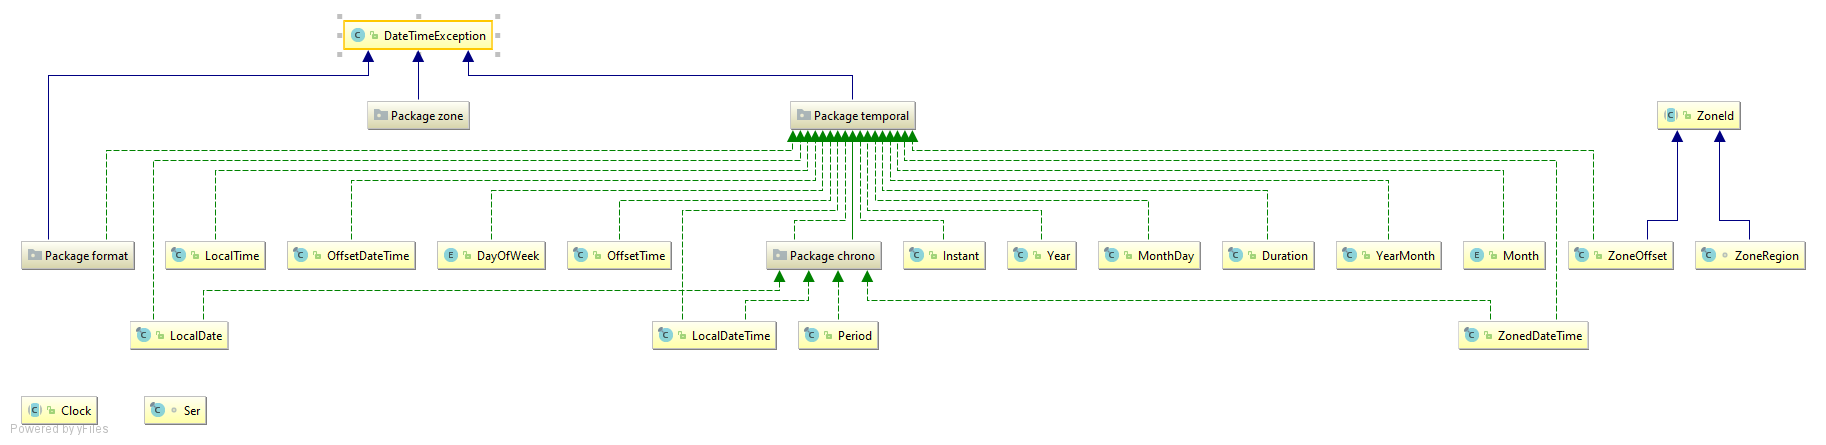 DateTimeException
Package zone
Package temporal
ZoneId
Package format
LocalTime
OffsetDateTime
DayOfWeek
OffsetTime
Package chrono
Instant
Year
MonthDay
Duration
YearMonth
Month
ZoneOffset
ZoneRegion
LocalDate
LocalDateTime
Period
ZonedDateTime
Clock
Ser
Powered by yFiles